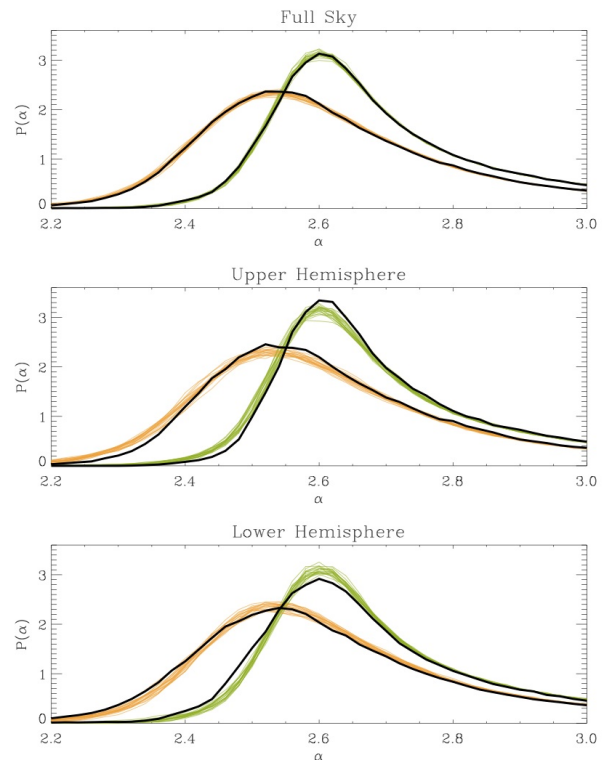 Full Sky
P(α)
3
2
1
0
2.2 2.4 2.6 2.8 3.0
α
Upper Hemisphere
P(α)
3
2
1
0
2.2 2.4 2.6 2.8 3.0
α
Lower Hemisphere
P(α)
3
2
1
0
2.2 2.4 2.6 2.8 3.0
α